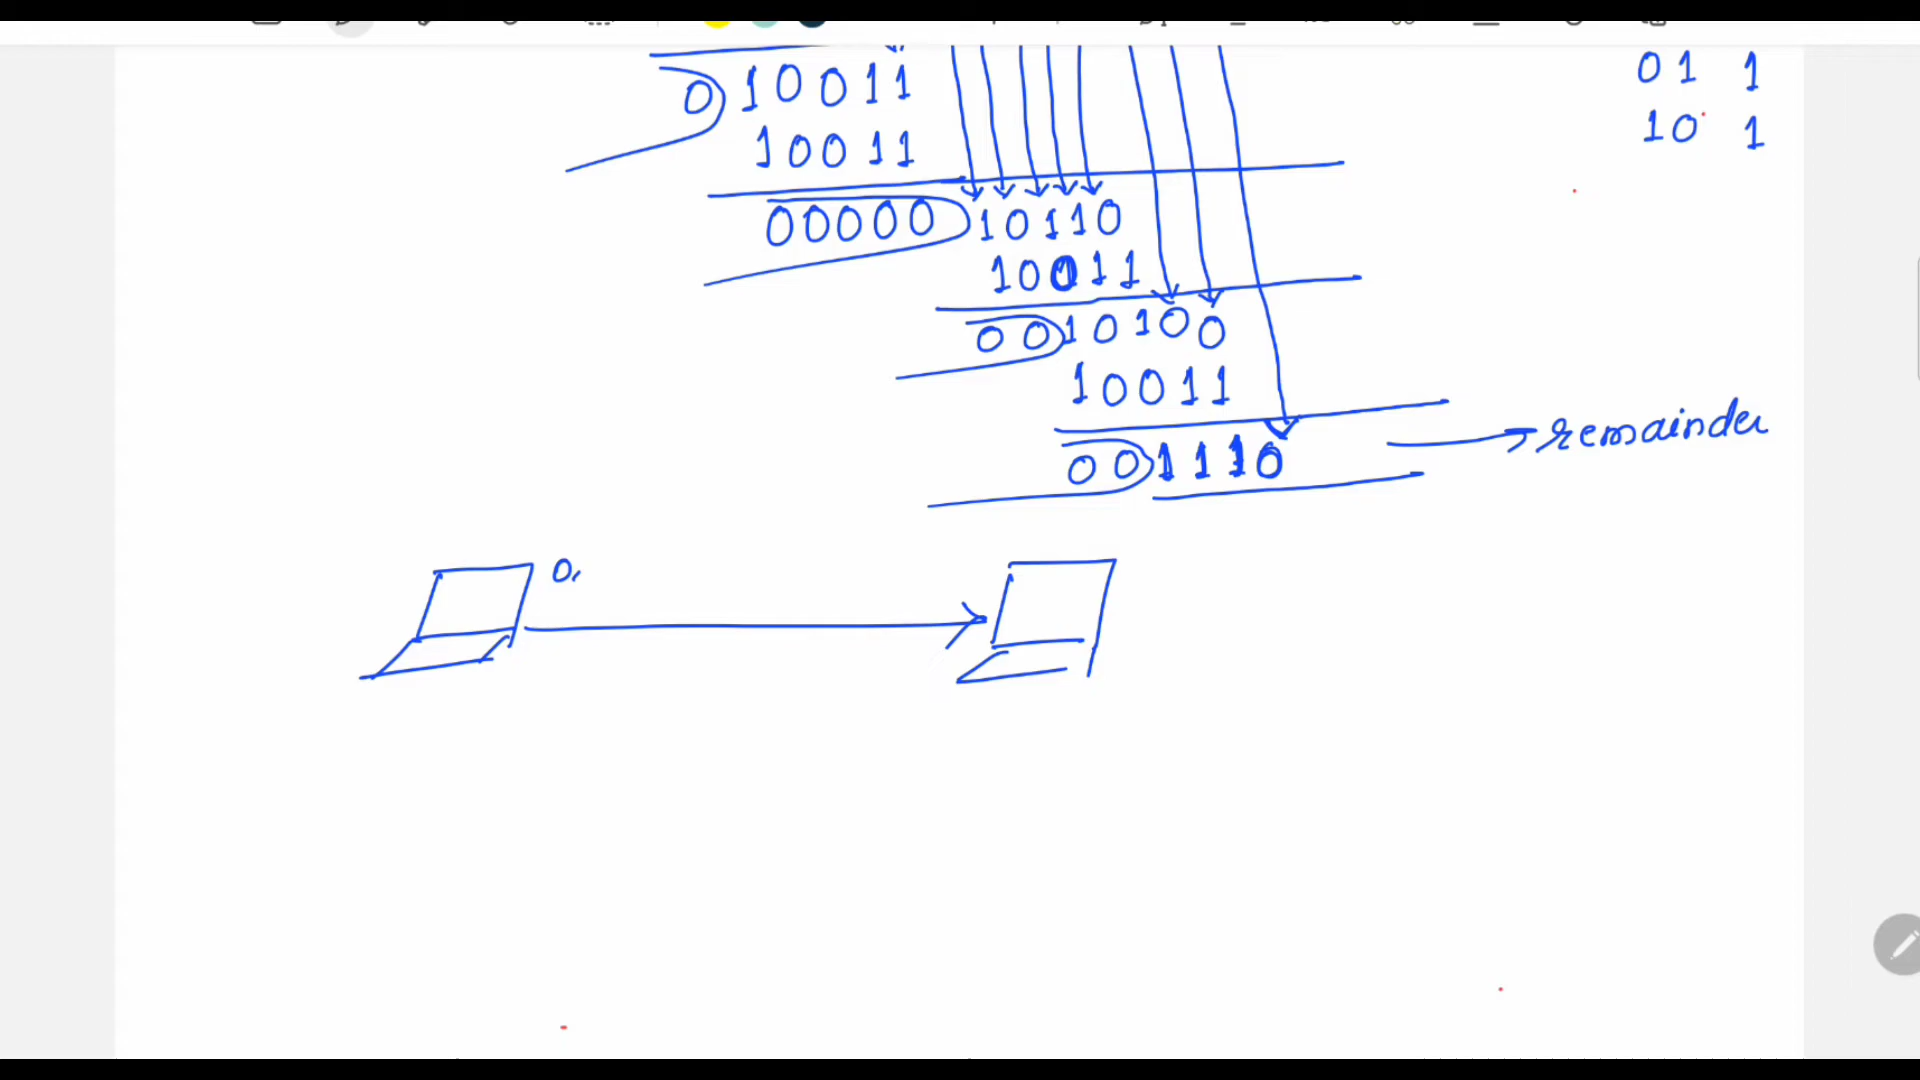 0 1 0 0 1 1
0 1 1
1 0 0 1 1
1 0 1
0 0 0 0 0 1 0 1 1 0
1 0 0 1 1
0 0 1 0 1 0 0
1 0 0 1 1
0 0 1 1 1 0 remainder
0